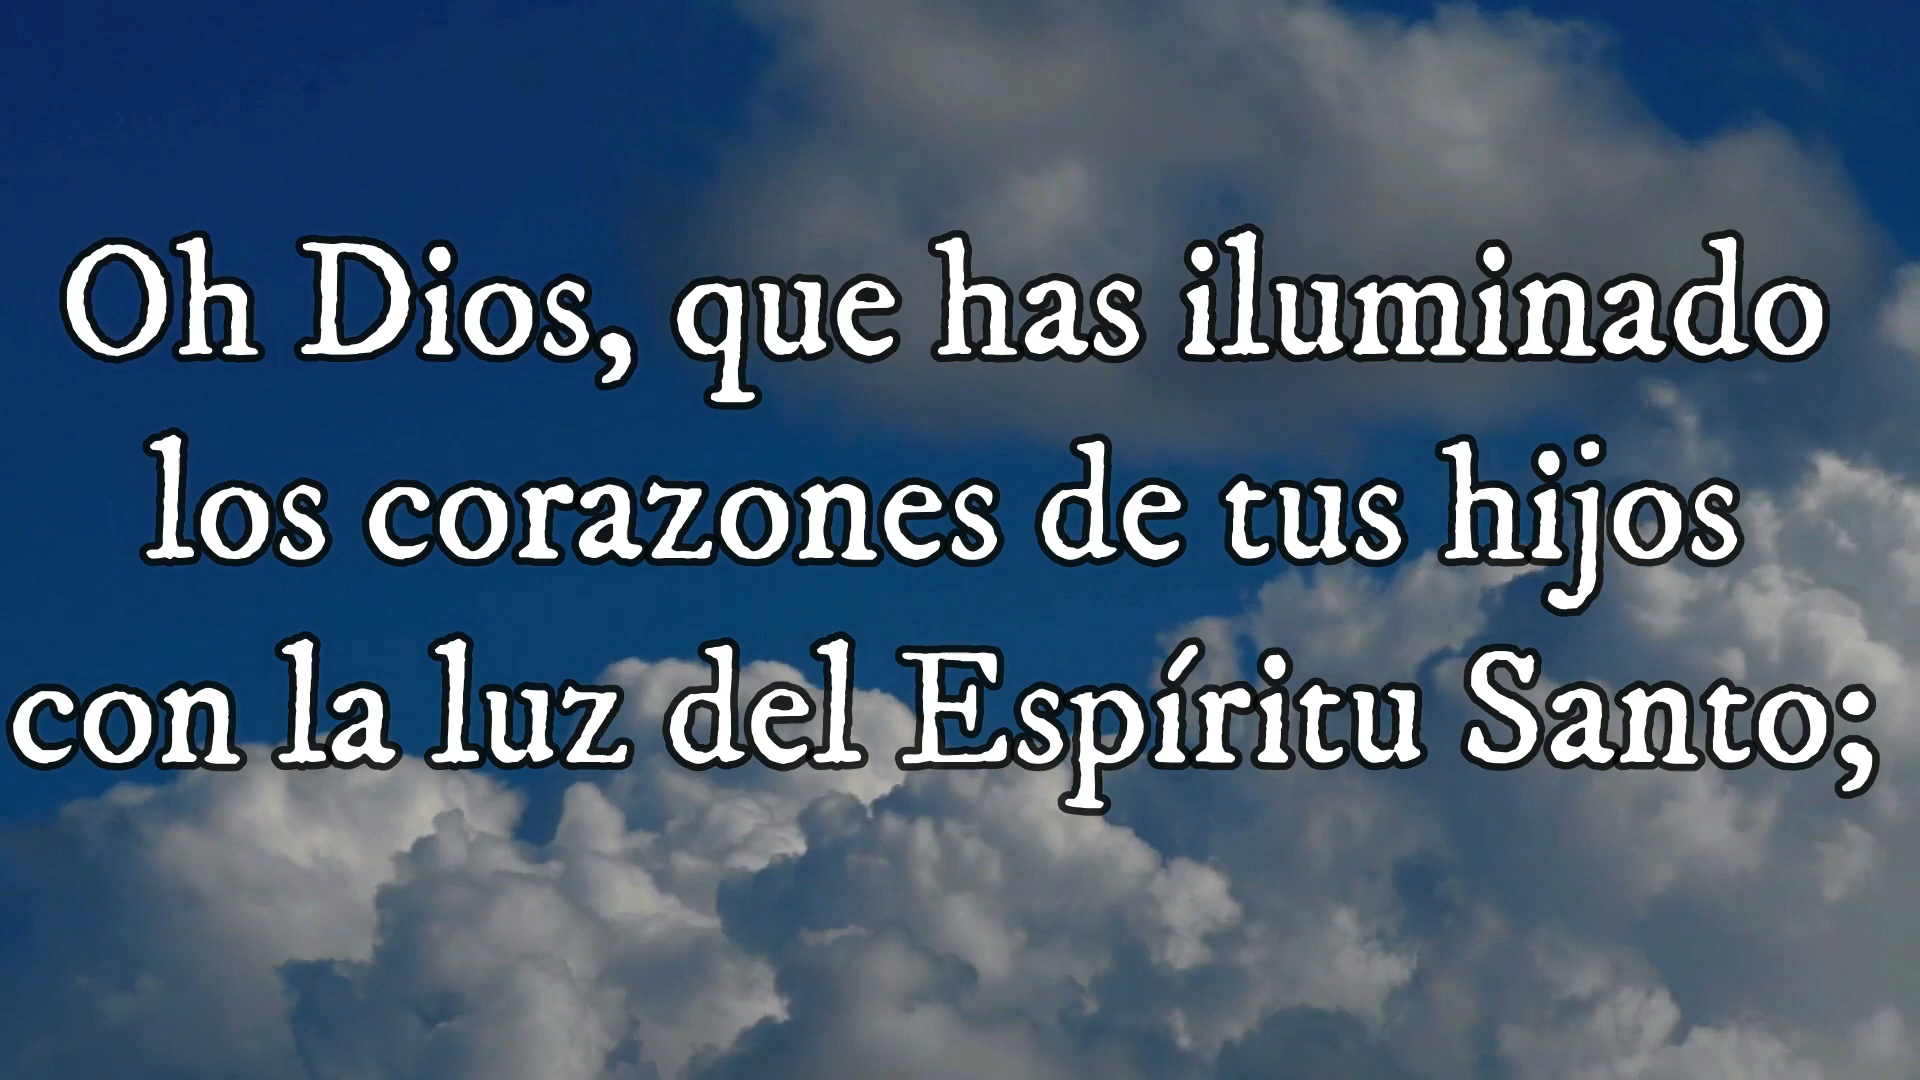 Oh Dios, que has iluminado
los corazones de tus hijos
con la luz del Espíritu Santo;